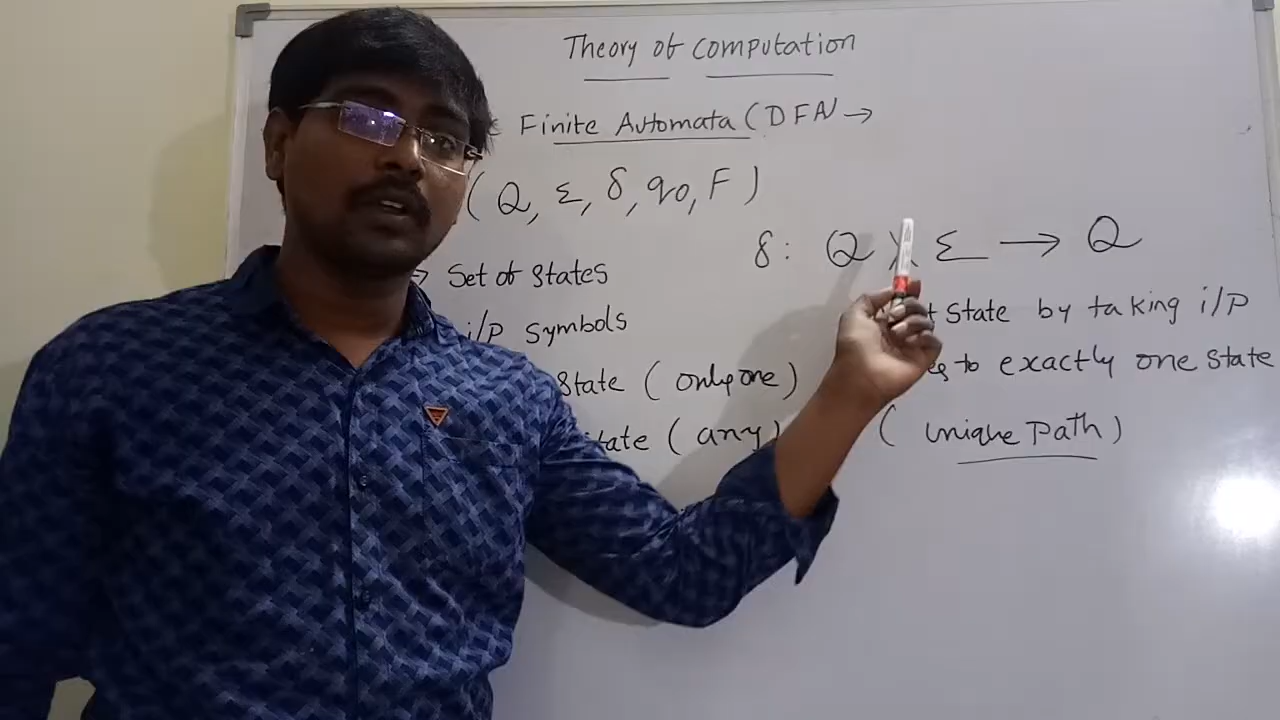 Theory of computation
Finite Automata (DFA) →
( Q, Σ, δ, q0, F )
δ: Q X Σ → Q
→ Set of states
i/p symbols
State by taking i/p
state (only one)
to exactly one state
state (any)
( unique path )